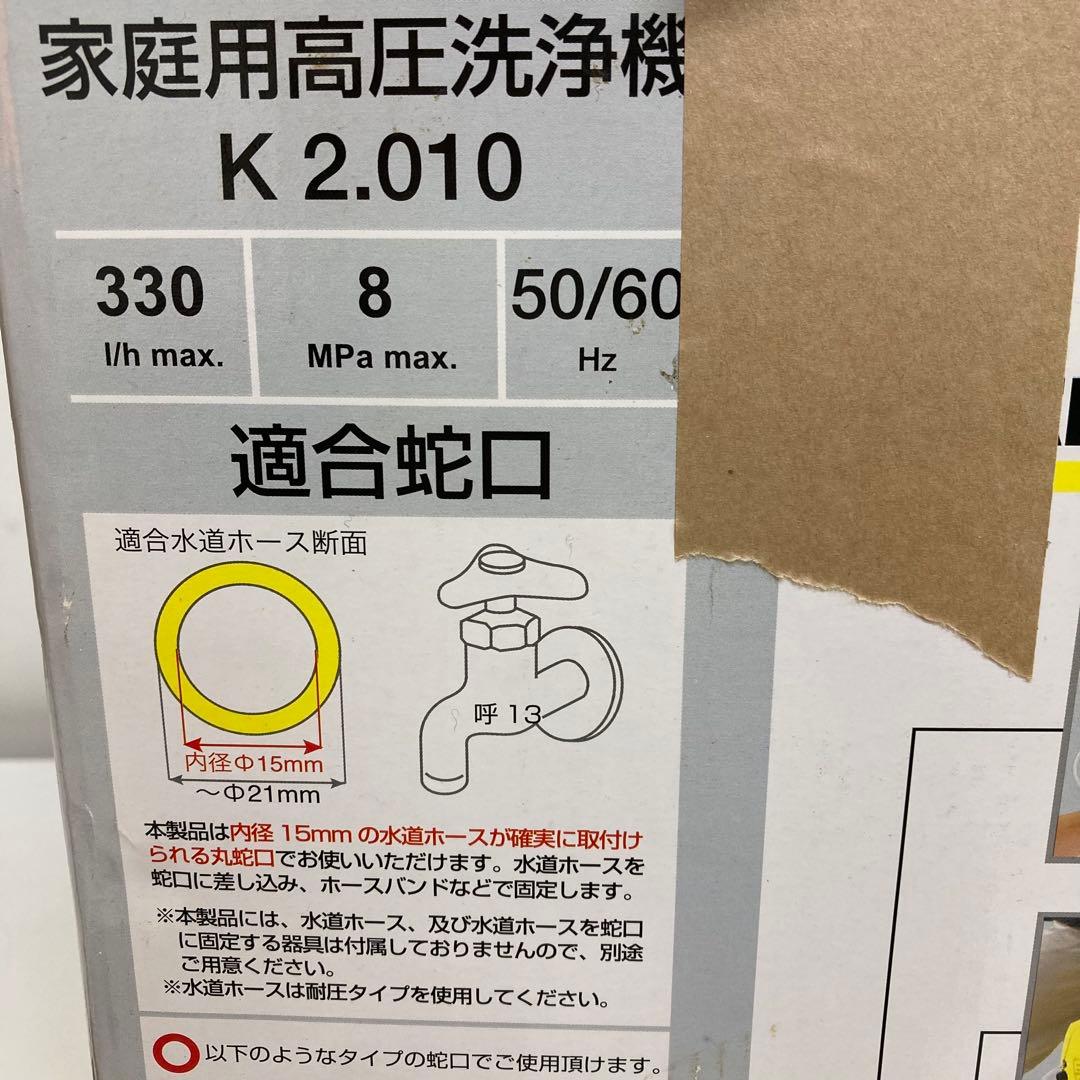 家庭用高圧洗浄機
K 2.010
330
l/h max.
8
MPa max.
50/60
Hz
適合蛇口
適合水道ホース断面
呼 13
内径Φ15mm
～Φ21mm
本製品は内径 15mm の水道ホースが確実に取付け
られる丸蛇口でお使いいただけます。水道ホースを
蛇口に差し込み、ホースバンドなどで固定します。
※本製品には、水道ホース、及び水道ホースを蛇口
に固定する器具は付属しておりませんので、別途
ご用意ください。
※水道ホースは耐圧タイプを使用してください。
以下のようなタイプの蛇口でご使用頂けます。